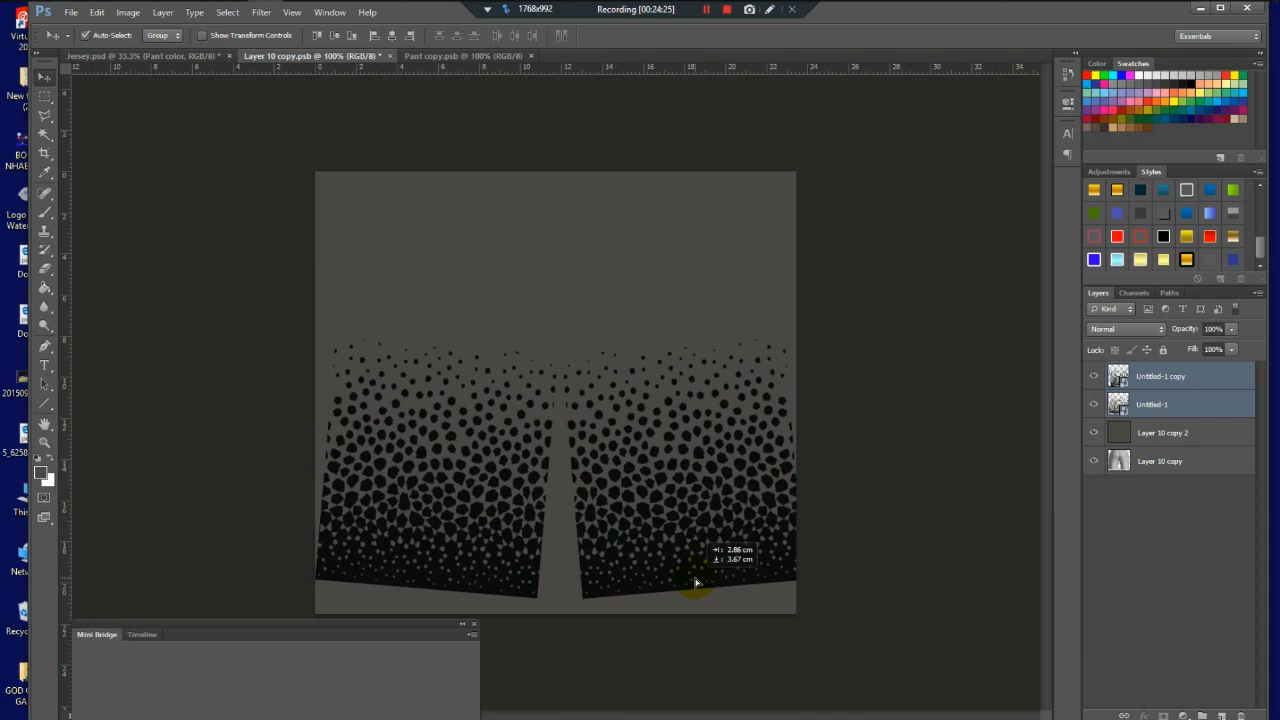 1768x992
Recording [00:24:25]
Ps File Edit Image Layer Type Select Filter View Window Help
Auto-Select: Group Show Transform Controls Essentials
Jersey.psd @ 33.3% (Pant color, RGB/8) * × Layer 10 copy.psb @ 100% (RGB/8) * × Pant copy.psb @ 100% (RGB/8) ×
Color Swatches
Adjustments Styles
Layers Channels Paths
Kind
Normal Opacity: 100%
Lock: Fill: 100%
Untitled-1 copy
Untitled-1
Layer 10 copy 2
Layer 10 copy
2.86 cm
3.67 cm
Mini Bridge Timeline